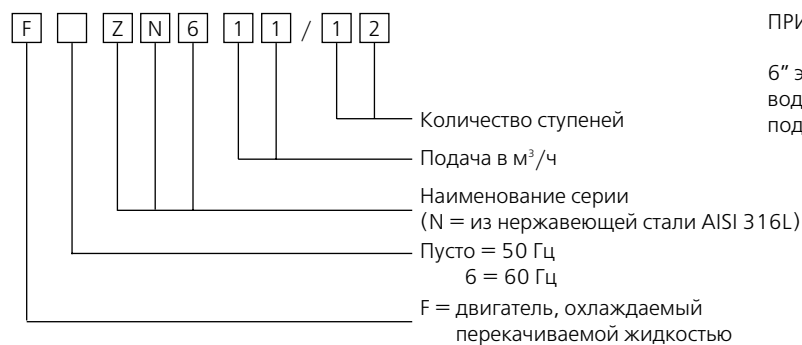 F Z N 6 1 1 / 1 2
Количество ступеней
Подача в м³/ч
Наименование серии
(N = из нержавеющей стали AISI 316L)
Пусто = 50 Гц
6 = 60 Гц
F = двигатель, охлаждаемый
перекачиваемой жидкостью
ПРИ
6” э
вод
под